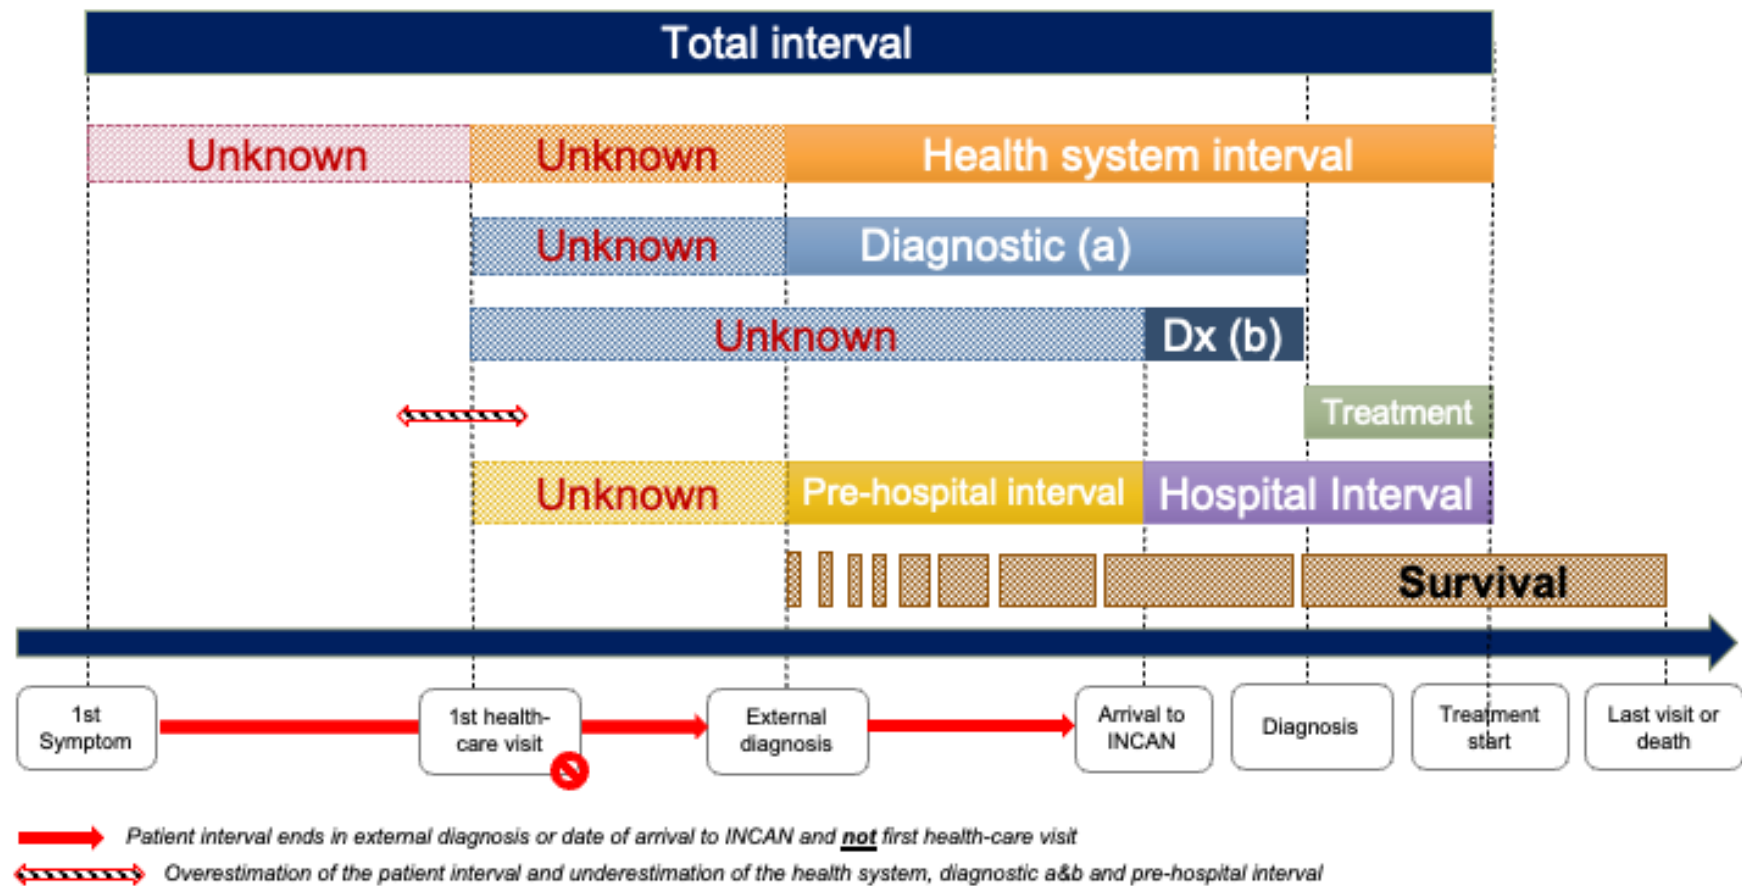 Total interval
Unknown Unknown Health system interval
Unknown Diagnostic (a)
Unknown Dx (b)
Treatment
Unknown Pre-hospital interval Hospital Interval
Survival
1st
Symptom
1st health-
care visit
External
diagnosis
Arrival to
INCAN
Diagnosis
Treatment
start
Last visit or
death
Patient interval ends in external diagnosis or date of arrival to INCAN and not first health-care visit
Overestimation of the patient interval and underestimation of the health system, diagnostic a&b and pre-hospital interval